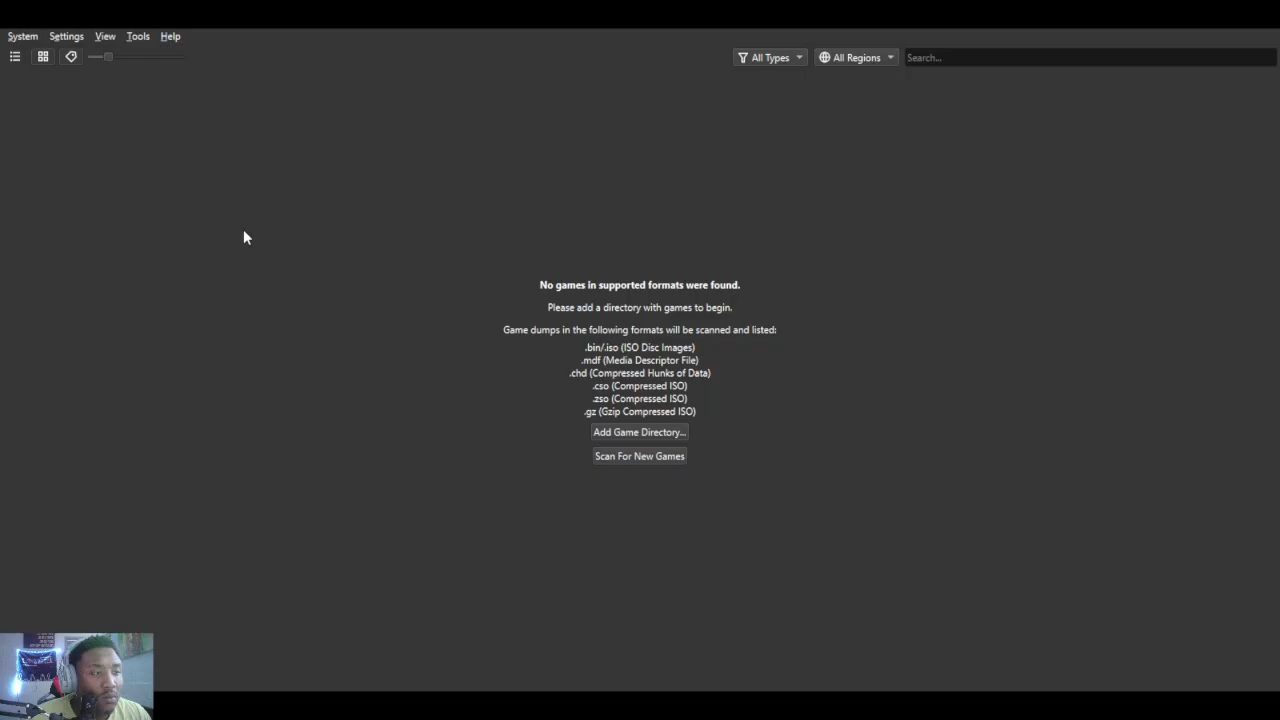 System Settings View Tools Help
All Types All Regions Search...
No games in supported formats were found.
Please add a directory with games to begin.
Game dumps in the following formats will be scanned and listed:
.bin/.iso (ISO Disc Images)
.mdf (Media Descriptor File)
.chd (Compressed Hunks of Data)
.cso (Compressed ISO)
.zso (Compressed ISO)
.gz (Gzip Compressed ISO)
Add Game Directory...
Scan For New Games